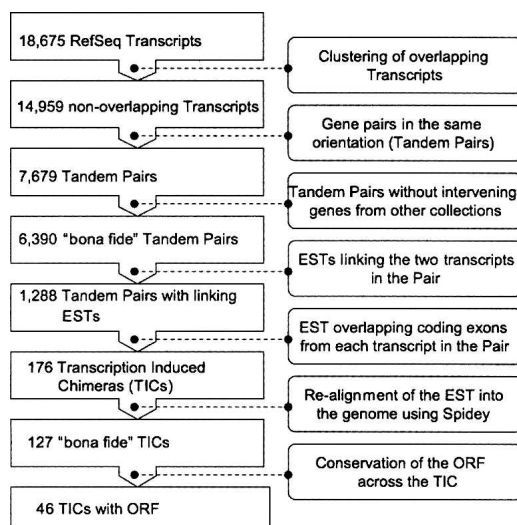 18,675 RefSeq Transcripts
Clustering of overlapping
Transcripts
14,959 non-overlapping Transcripts
Gene pairs in the same
orientation (Tandem Pairs)
7,679 Tandem Pairs
Tandem Pairs without intervening
genes from other collections
6,390 "bona fide" Tandem Pairs
ESTs linking the two transcripts
in the Pair
1,288 Tandem Pairs with linking
ESTs
EST overlapping coding exons
from each transcript in the Pair
176 Transcription Induced
Chimeras (TICs)
Re-alignment of the EST into
the genome using Spidey
127 "bona fide" TICs
Conservation of the ORF
across the TIC
46 TICs with ORF